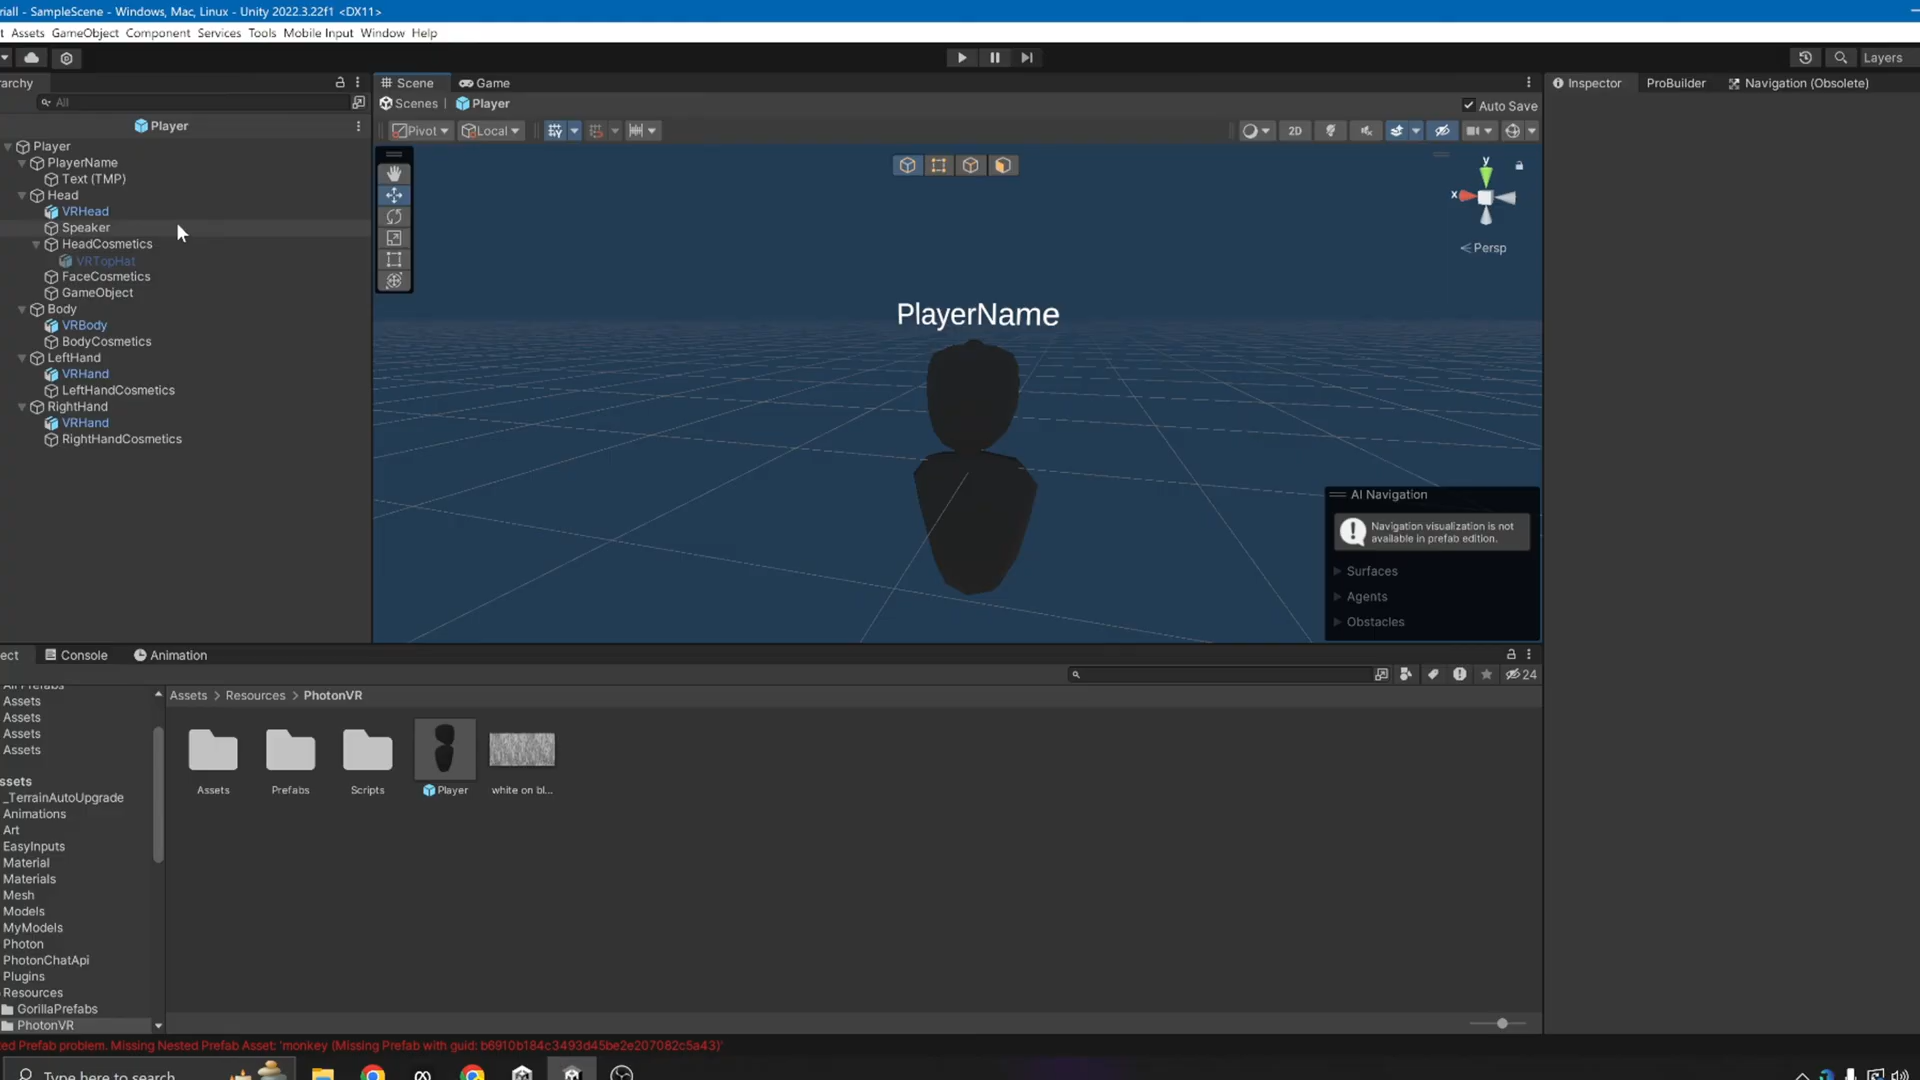 riall - SampleScene - Windows, Mac, Linux - Unity 2022.3.22f1 <DX11>
t Assets GameObject Component Services Tools Mobile Input Window Help
Layers
rarchy
Scene Game
Inspector ProBuilder Navigation (Obsolete)
All
Scenes | Player
Auto Save
Player
Pivot Local
2D
Player
PlayerName
Text (TMP)
Head
VRHead
Speaker
HeadCosmetics
VRTopHat
FaceCosmetics
GameObject
Body
VRBody
BodyCosmetics
LeftHand
VRHand
LeftHandCosmetics
RightHand
VRHand
RightHandCosmetics
y
x
Persp
PlayerName
AI Navigation
Navigation visualization is not
available in prefab edition.
Surfaces
Agents
Obstacles
ect Console Animation
24
Assets > Resources > PhotonVR
All Prefabs
Assets
Assets
Assets
Assets
ssets
_TerrainAutoUpgrade
Animations
Art
EasyInputs
Material
Materials
Mesh
Models
MyModels
Photon
PhotonChatApi
Plugins
Resources
GorillaPrefabs
PhotonVR
Assets Prefabs Scripts Player white on bl...
ted Prefab problem. Missing Nested Prefab Asset: 'monkey (Missing Prefab with guid: b6910b184c3493d45be2e207082c5a43)'
Type here to search